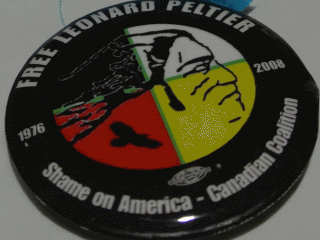 FREE LEONARD PELTIER
1976
2008
Shame on America - Canadian Coalition